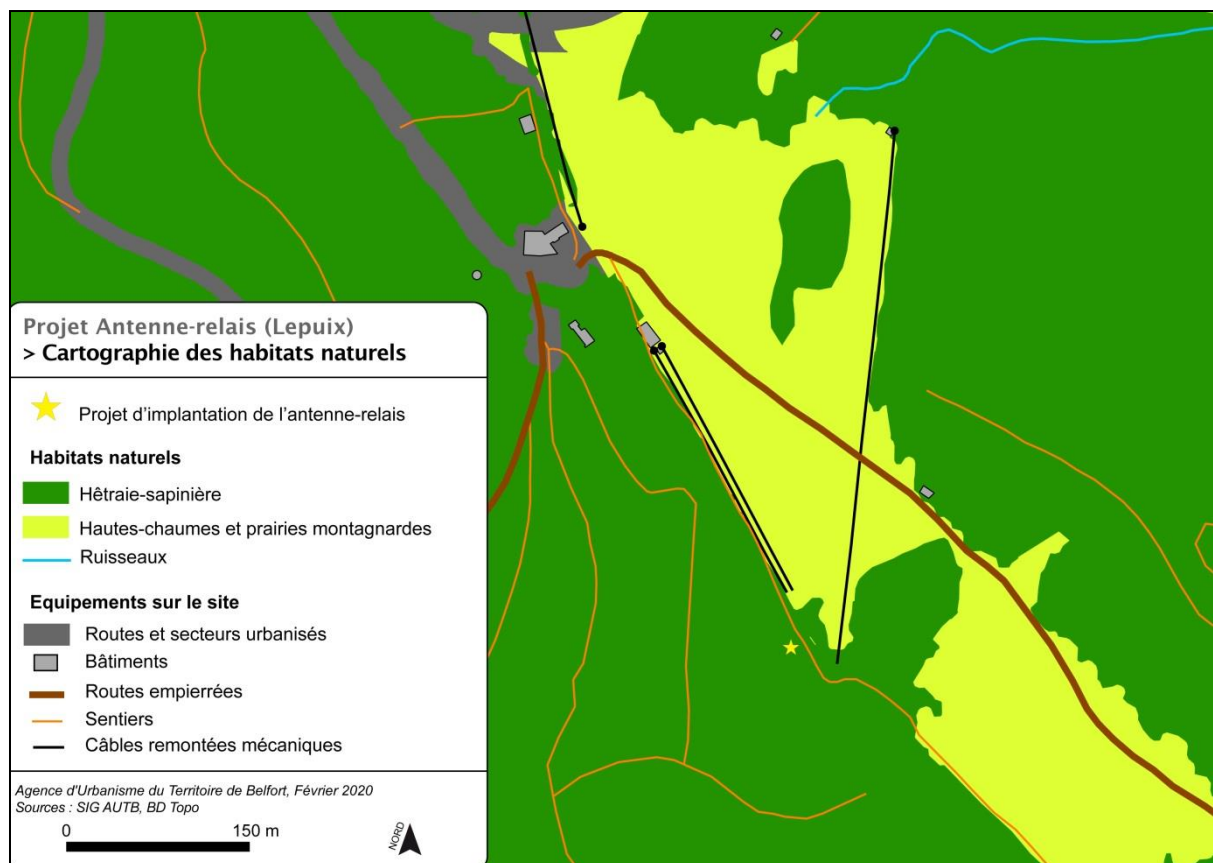 Projet Antenne-relais (Lepuix)
> Cartographie des habitats naturels
Projet d'implantation de l'antenne-relais
Habitats naturels
Hêtraie-sapinière
Hautes-chaumes et prairies montagnardes
Ruisseaux
Equipements sur le site
Routes et secteurs urbanisés
Bâtiments
Routes empierrées
Sentiers
Câbles remontées mécaniques
Agence d'Urbanisme du Territoire de Belfort, Février 2020
Sources : SIG AUTB, BD Topo
0 150 m
NORD